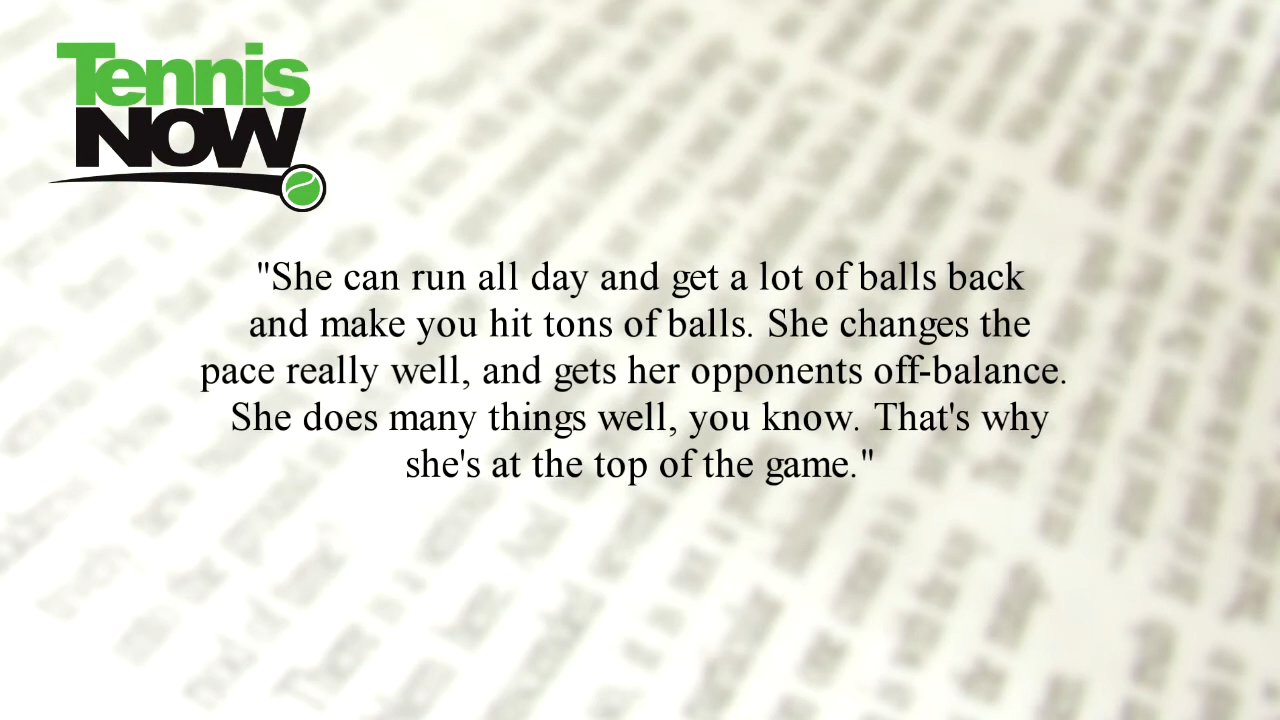 Tennis
NOW
"She can run all day and get a lot of balls back
and make you hit tons of balls. She changes the
pace really well, and gets her opponents off-balance.
She does many things well, you know. That's why
she's at the top of the game."